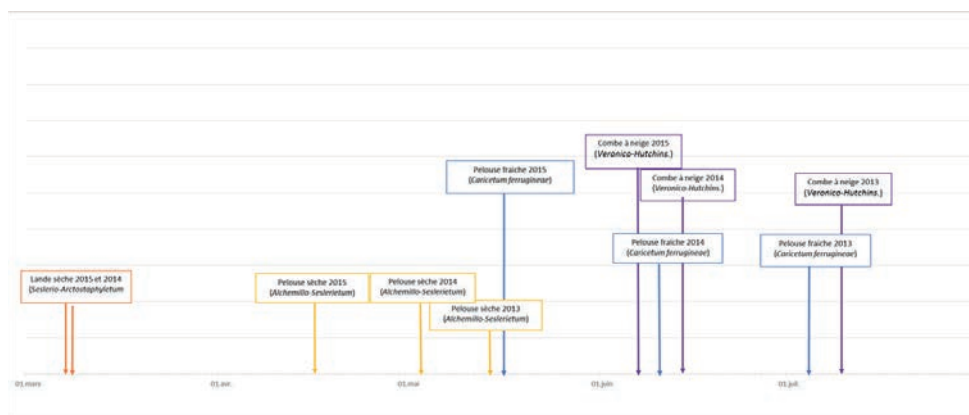 Combe à neige 2015
(Veronico-Hutchins.)
Pelouse fraîche 2015
(Caricetum ferrugineae)
Combe à neige 2014
(Veronico-Hutchins.)
Combe à neige 2013
(Veronico-Hutchins.)
Pelouse fraîche 2014
(Caricetum ferrugineae)
Pelouse fraîche 2013
(Caricetum ferrugineae)
Lande sèche 2015 et 2014
(Seslerio-Arctostaphyletum
Pelouse sèche 2015
(Alchemillo-Seslerietum)
Pelouse sèche 2014
(Alchemillo-Seslerietum)
Pelouse sèche 2013
(Alchemillo-Seslerietum)
01.mars
01.avr.
01.mai
01.juin
01.juil.